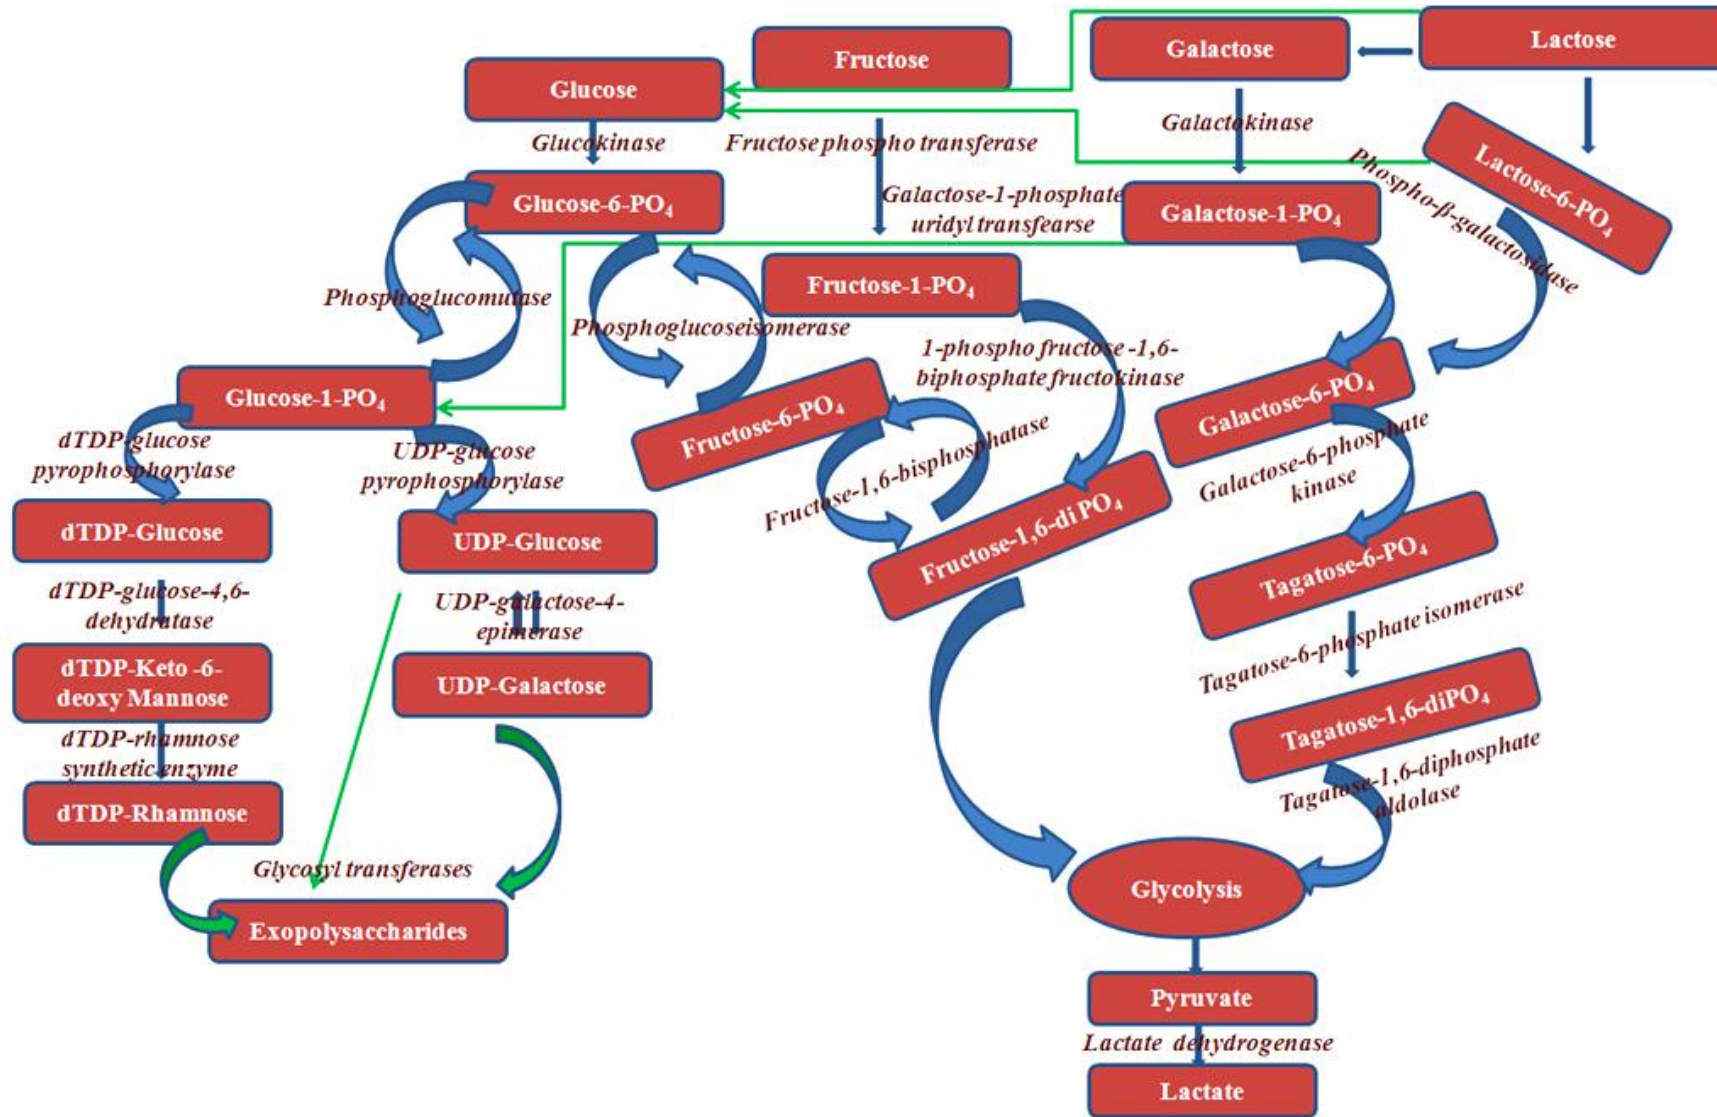 Lactose
Galactose
Fructose
Glucose
Glucokinase
Fructose phospho transferase
Galactokinase
Lactose-6-PO₄
Phospho-β-galactosidase
Glucose-6-PO₄
Galactose-1-phosphate
uridyl transfearse
Galactose-1-PO₄
Fructose-1-PO₄
Phosphoglucomutase
Phosphoglucoseisomerase
1-phospho fructose -1,6-
biphosphate fructokinase
Glucose-1-PO₄
Fructose-6-PO₄
Galactose-6-PO₄
dTDP-glucose
pyrophosphorylase
UDP-glucose
pyrophosphorylase
Fructose-1,6-bisphosphatase
Galactose-6-phosphate
kinase
dTDP-Glucose
UDP-Glucose
Fructose-1,6-di PO₄
Tagatose-6-PO₄
dTDP-glucose-4,6-
dehydratase
UDP-galactose-4-
epimerase
Tagatose-6-phosphate isomerase
dTDP-Keto -6-
deoxy Mannose
UDP-Galactose
Tagatose-1,6-diPO₄
dTDP-rhamnose
synthetic enzyme
Tagatose-1,6-diphosphate
aldolase
dTDP-Rhamnose
Glycosyl transferases
Glycolysis
Exopolysaccharides
Pyruvate
Lactate dehydrogenase
Lactate